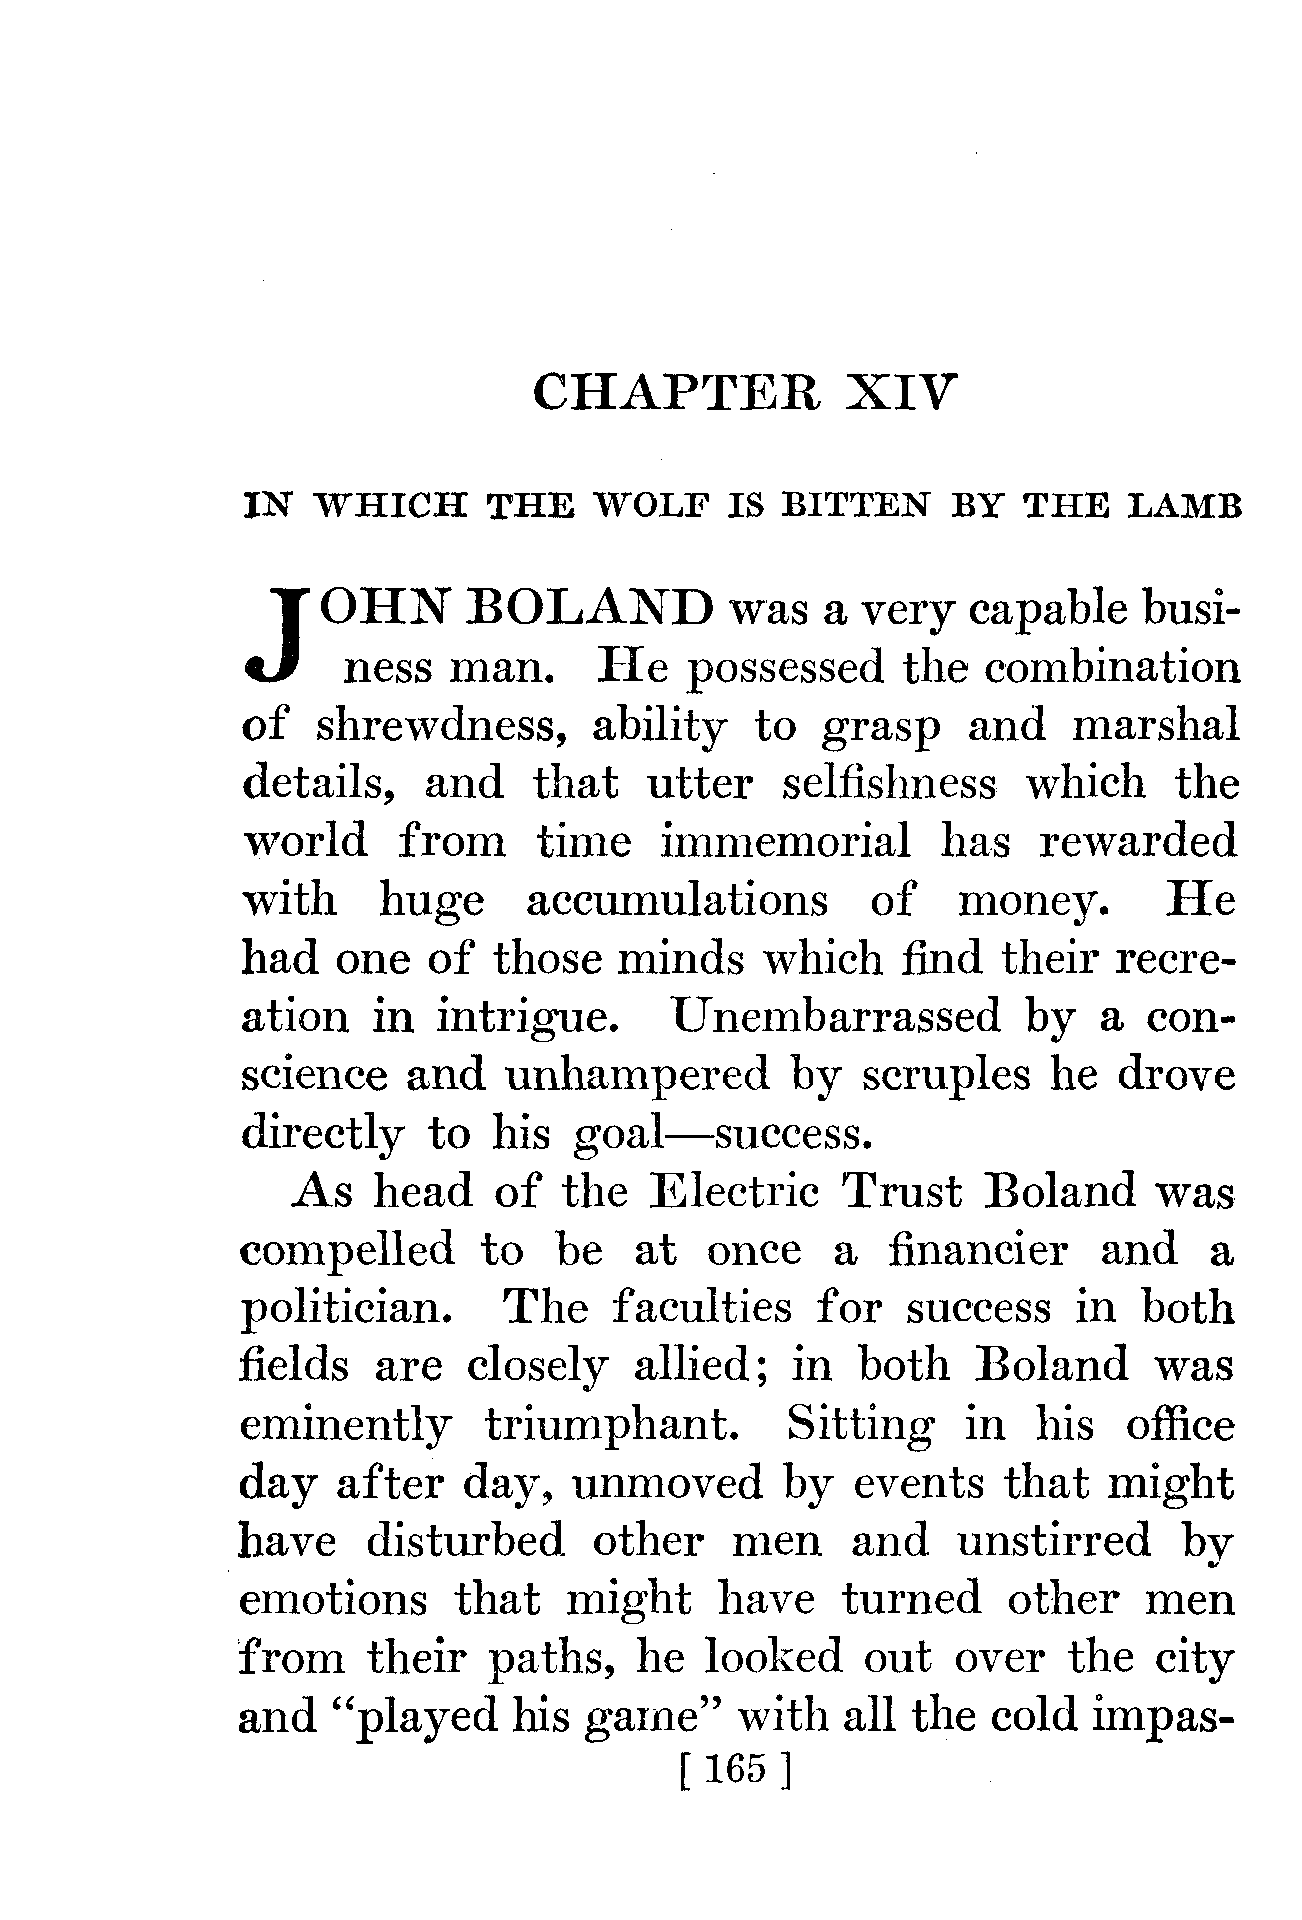 CHAPTER XIV
IN WHICH THE WOLF IS BITTEN BY THE LAMB
JOHN BOLAND was a very capable busi-
ness man. He possessed the combination
of shrewdness, ability to grasp and marshal
details, and that utter selfishness which the
world from time immemorial has rewarded
with huge accumulations of money. He
had one of those minds which find their recre-
ation in intrigue. Unembarrassed by a con-
science and unhampered by scruples he drove
directly to his goal—success.
As head of the Electric Trust Boland was
compelled to be at once a financier and a
politician. The faculties for success in both
fields are closely allied; in both Boland was
eminently triumphant. Sitting in his office
day after day, unmoved by events that might
have disturbed other men and unstirred by
emotions that might have turned other men
from their paths, he looked out over the city
and “played his game” with all the cold impas-
[ 165 ]